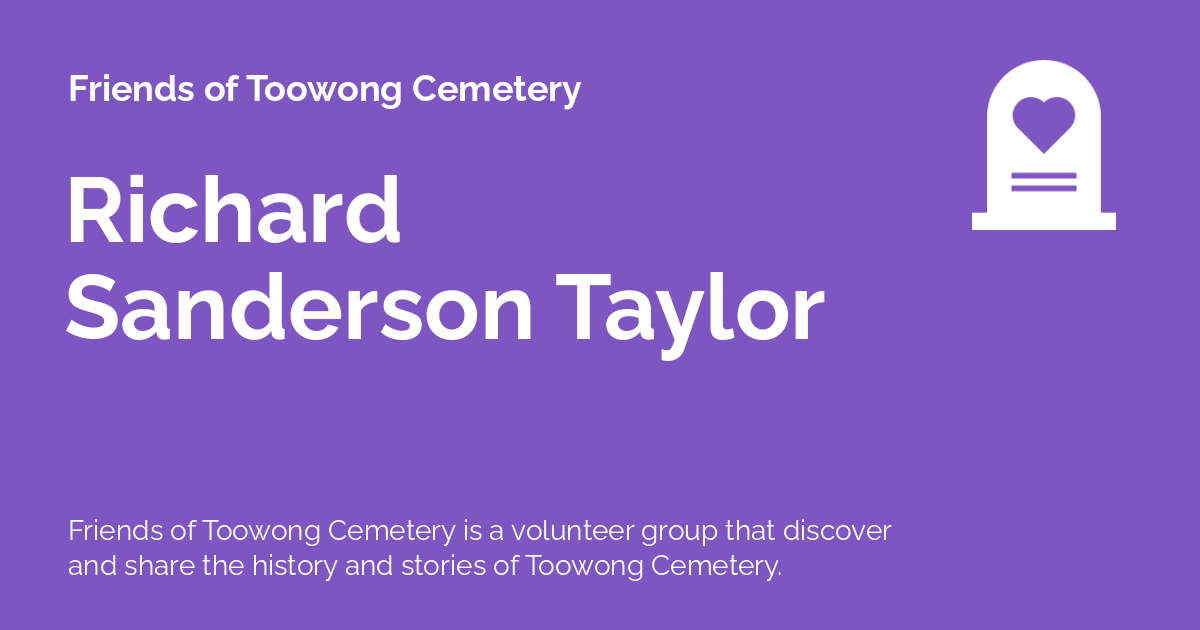 Friends of Toowong Cemetery
Richard
Sanderson Taylor
Friends of Toowong Cemetery is a volunteer group that discover
and share the history and stories of Toowong Cemetery.